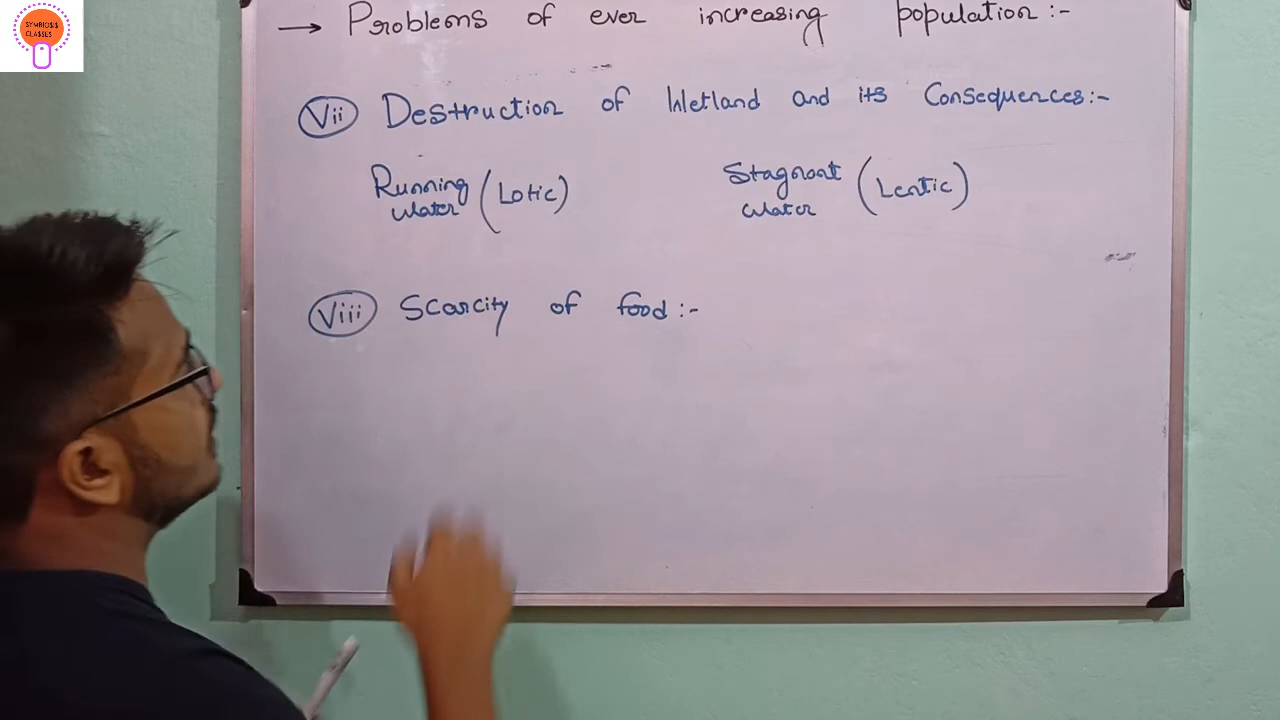 SYMBIOSIS
CLASSES
→ Problems of ever increasing population :-
(vii) Destruction of Wetland and its Consequences:-
Running Water (Lotic) Stagnant Water (Lentic)
(viii) Scarcity of food :-